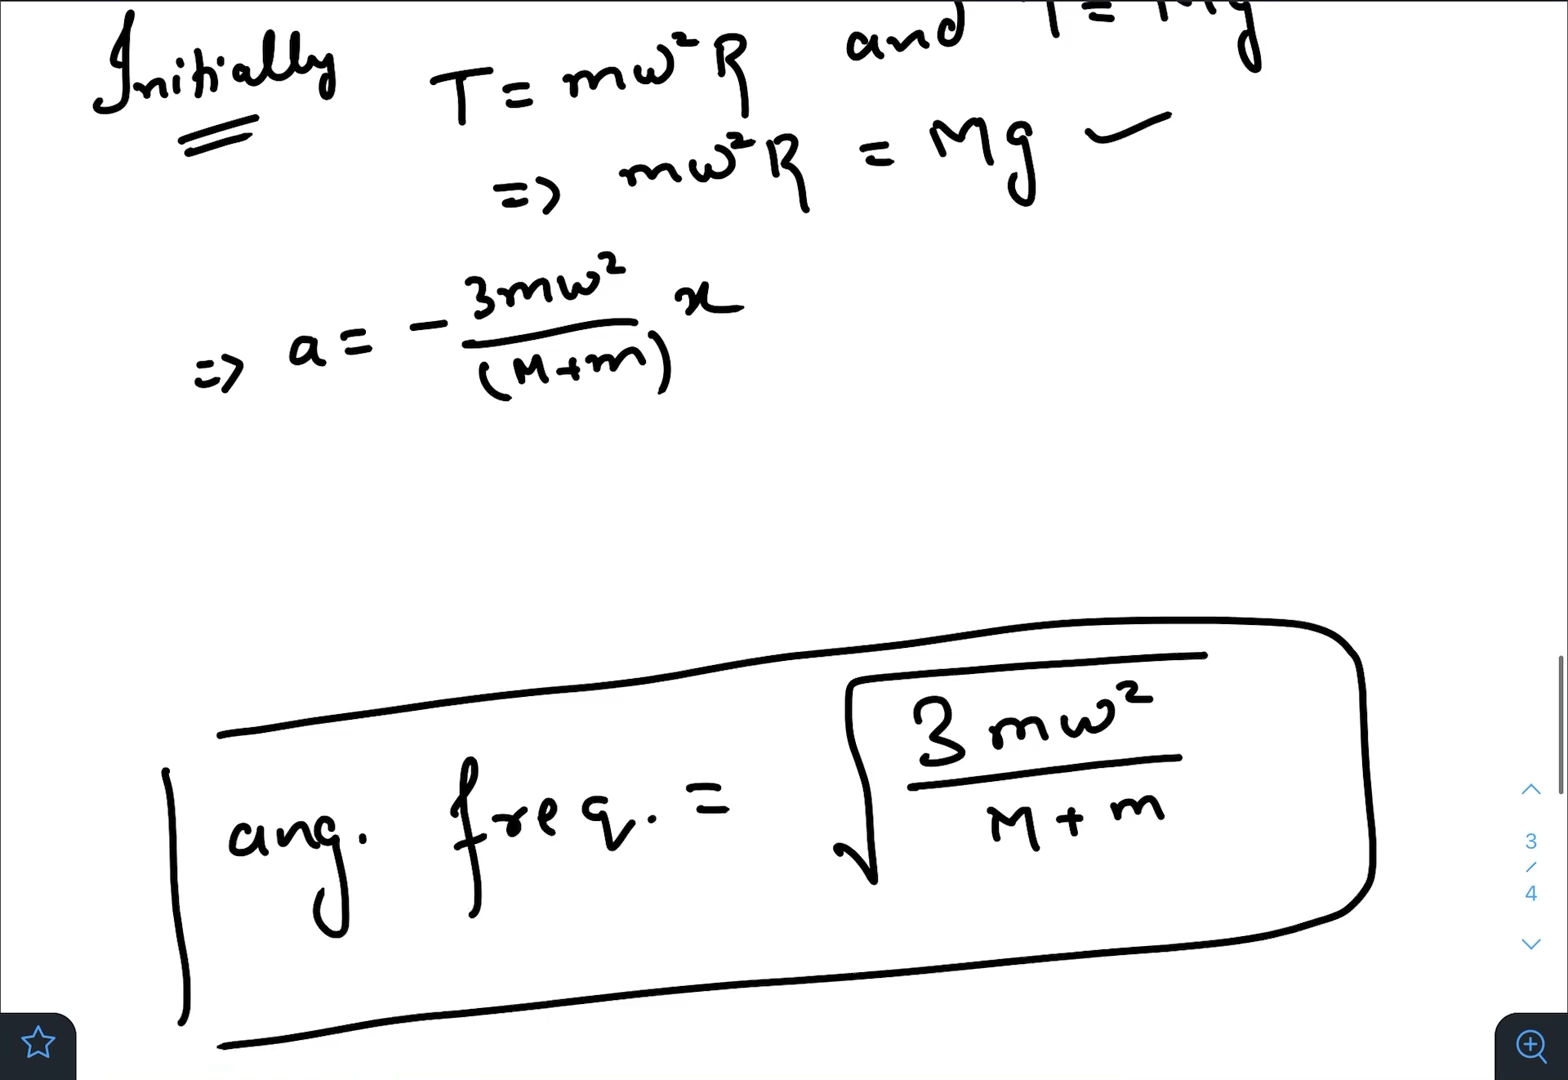 Initially T = mω²R and T = Mg
=> mω²R = Mg ✓
=> a = - 3mω² / (M+m) x
ang. freq. = √(3mω² / M+m)
3
/
4